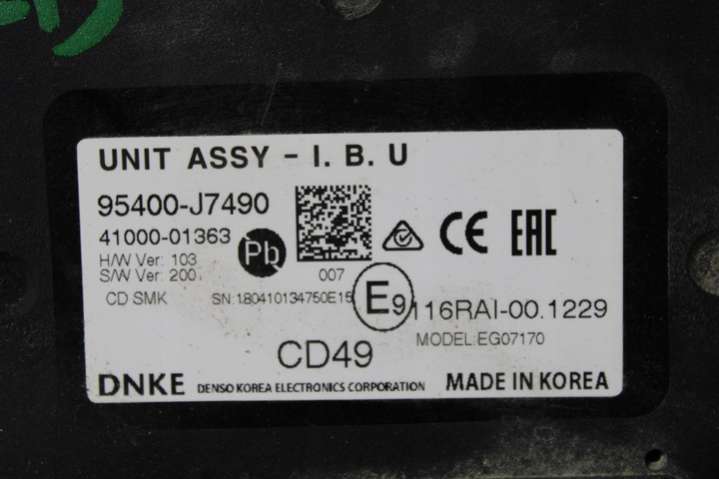 UNIT ASSY - I. B. U
95400-J7490
41000-01363
H/W Ver: 103
S/W Ver: 200
CD SMK
Pb
007
SN:180410134750E15
CE EAC
E9 116RAI-00.1229
MODEL:EG07170
CD49
DNKE DENSO KOREA ELECTRONICS CORPORATION MADE IN KOREA